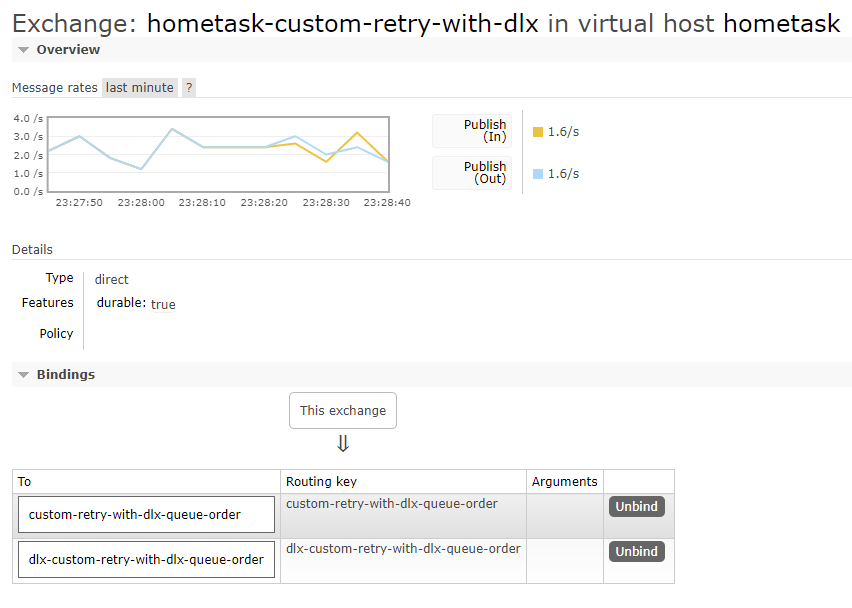 Exchange: hometask-custom-retry-with-dlx in virtual host hometask
Overview
Message rates last minute ?
4.0 /s
3.0 /s
2.0 /s
1.0 /s
0.0 /s
23:27:50 23:28:00 23:28:10 23:28:20 23:28:30 23:28:40
Publish
(In)
1.6/s
Publish
(Out)
1.6/s
Details
Type direct
Features durable: true
Policy
Bindings
This exchange
⇓
To Routing key Arguments
custom-retry-with-dlx-queue-order custom-retry-with-dlx-queue-order Unbind
dlx-custom-retry-with-dlx-queue-order dlx-custom-retry-with-dlx-queue-order Unbind